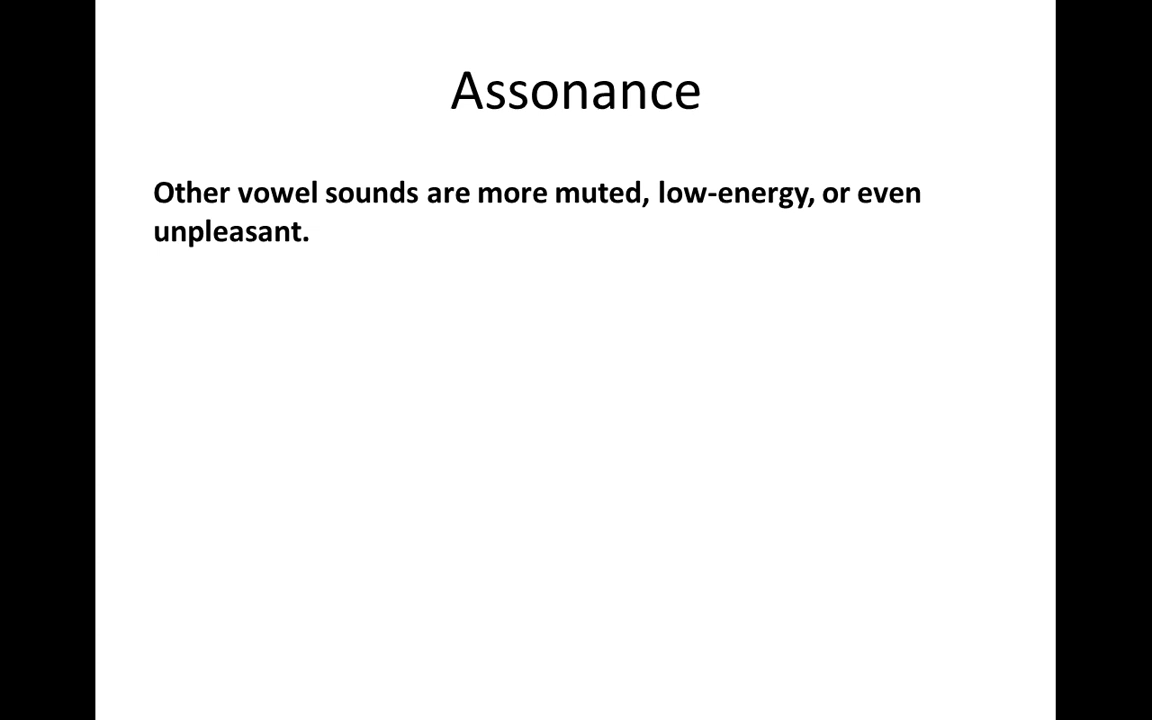 Assonance
Other vowel sounds are more muted, low-energy, or even
unpleasant.